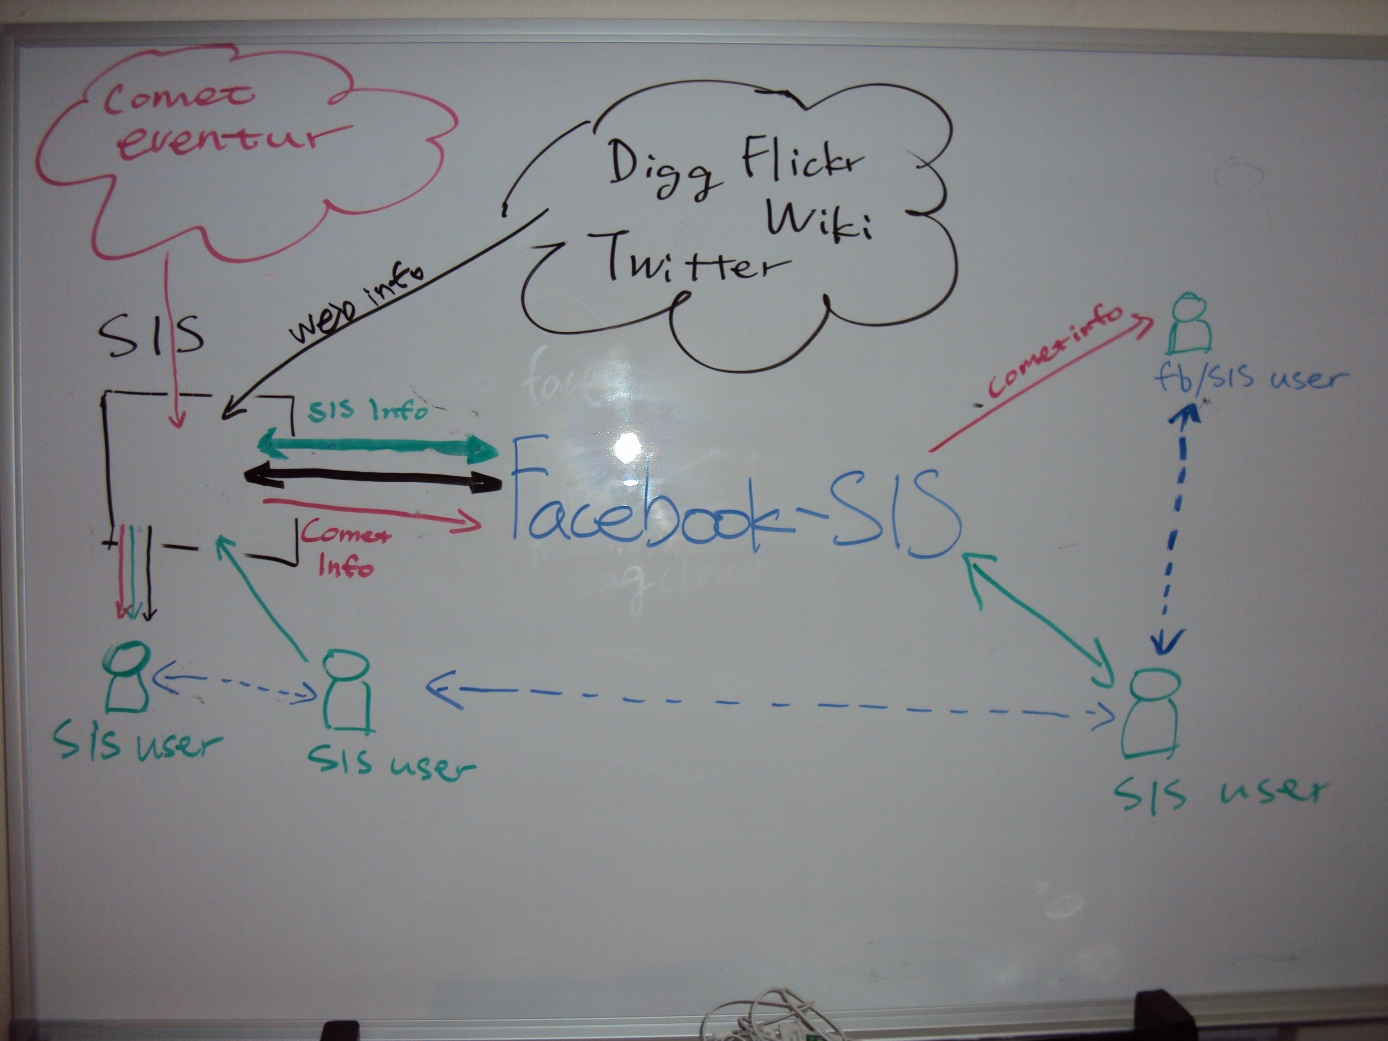 Comet
eventur
Digg Flickr
Wiki
Twitter
web info
SIS
SIS Info
Comet
Info
Facebook-SIS
Comet info
fb/SIS user
SIS user
SIS user
SIS user